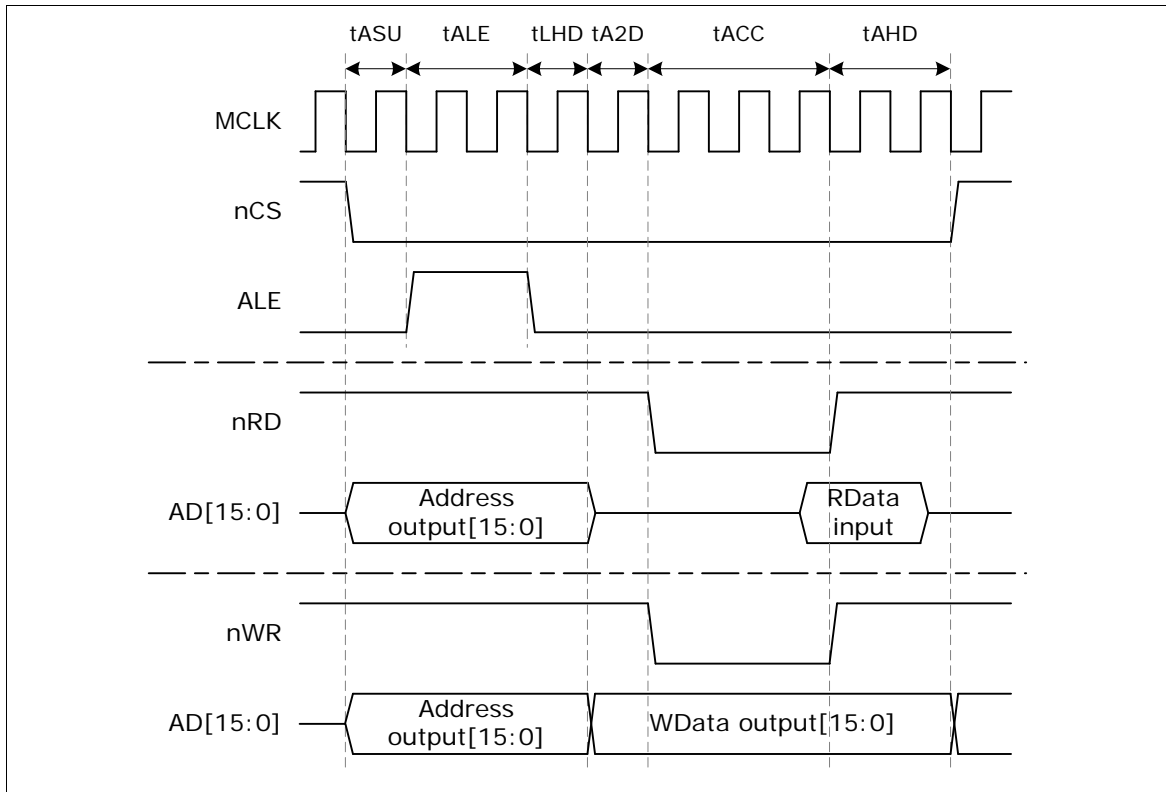 tASU tALE tLHD tA2D tACC tAHD
MCLK
nCS
ALE
nRD
AD[15:0]
Address
output[15:0]
RData
input
nWR
AD[15:0]
Address
output[15:0]
WData output[15:0]